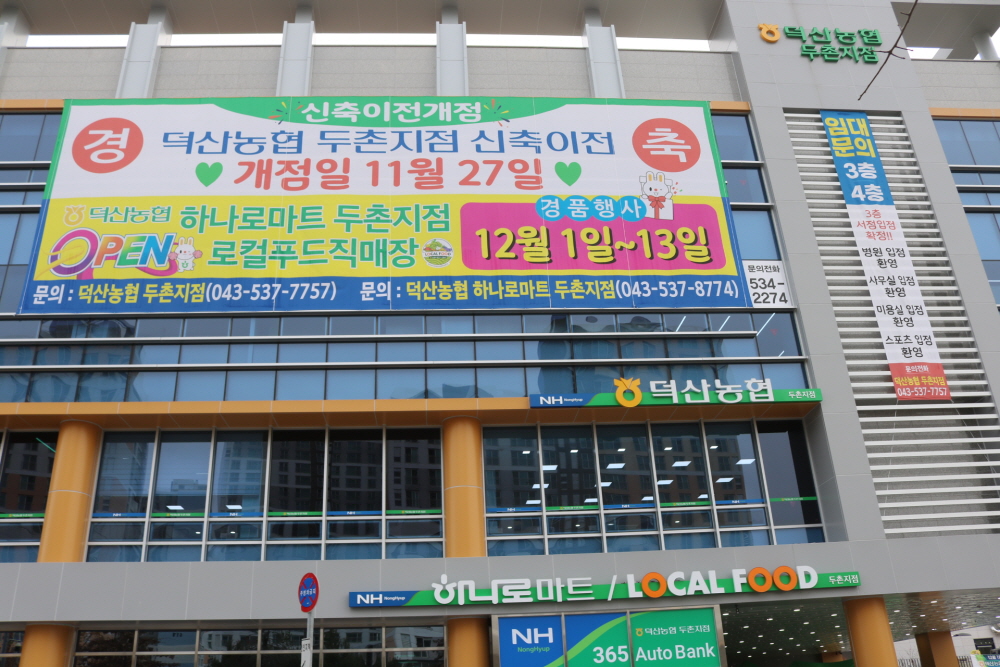 덕산농협
두촌지점
신축이전개점
경
덕산농협 두촌지점 신축이전
축
개점일 11월 27일
덕산농협 하나로마트 두촌지점
OPEN
로컬푸드직매장
경품행사
12월 1일~13일
문의 : 덕산농협 두촌지점(043-537-7757) 문의 : 덕산농협 하나로마트 두촌지점(043-537-8774)
문의전화
534-
2274
임대
문의
3층
4층
3층
서점입점
확정!!
병원 입점
환영
사무실 입점
환영
미용실 입점
환영
스포츠 입점
환영
문의전화
덕산농협 두촌지점
043-537-7757
NH NongHyup 덕산농협 두촌지점
NH NongHyup 하나로마트 / LOCAL FOOD 두촌지점
NH
NongHyup
365
덕산농협 두촌지점
Auto Bank